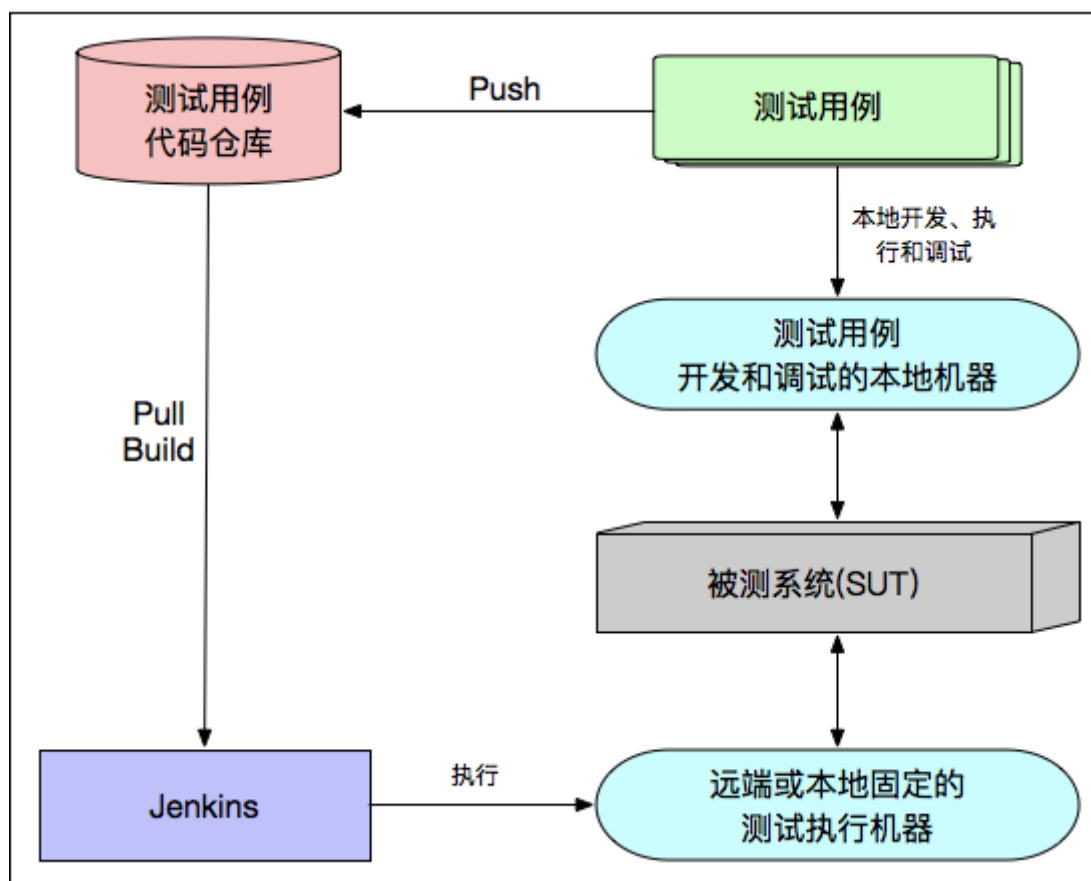 测试用例
代码仓库
Push
测试用例
本地开发、执
行和调试
测试用例
开发和调试的本地机器
Pull
Build
被测系统(SUT)
Jenkins
执行
远端或本地固定的
测试执行机器